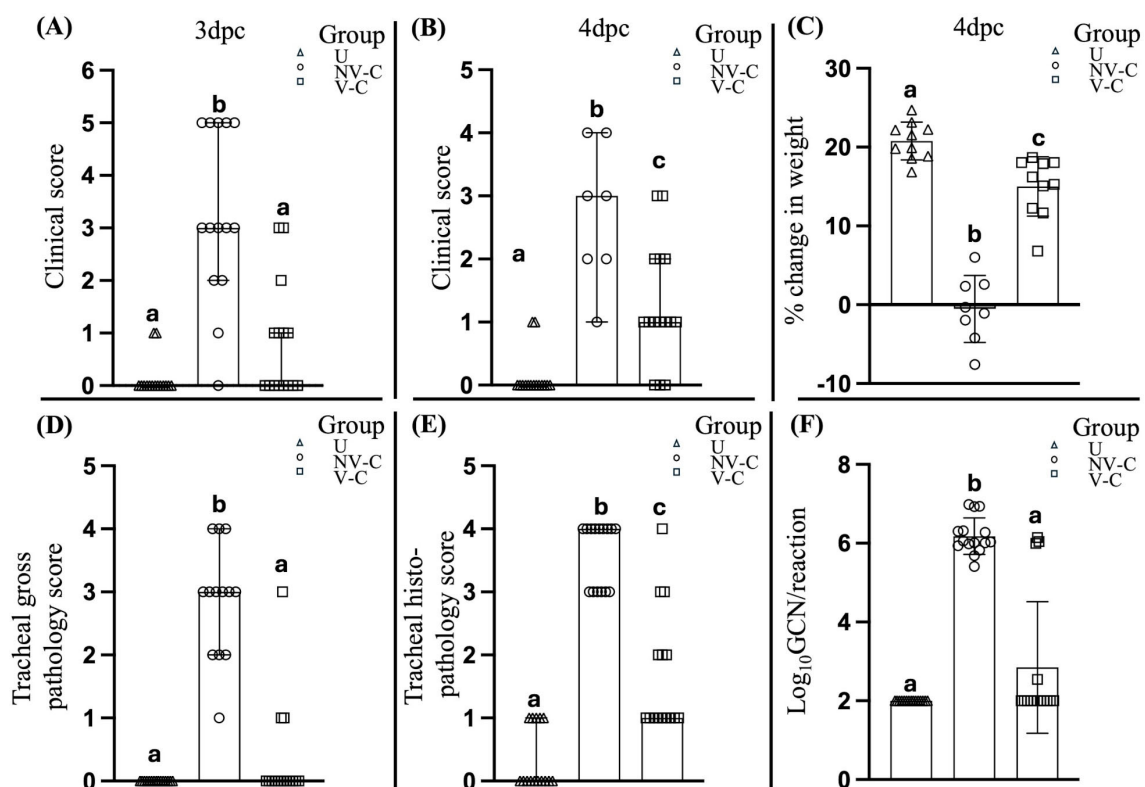 (A)
3dpc
Group
U
NV-C
V-C
6
5
4
3
2
1
0
Clinical score
a
b
a
(B)
4dpc
Group
U
NV-C
V-C
5
4
3
2
1
0
Clinical score
a
b
c
(C)
4dpc
Group
U
NV-C
V-C
30
20
10
0
-10
% change in weight
a
b
c
(D)
Group
U
NV-C
V-C
5
4
3
2
1
0
Tracheal gross
pathology score
a
b
a
(E)
Group
U
NV-C
V-C
5
4
3
2
1
0
Tracheal histo-
pathology score
a
b
c
(F)
Group
U
NV-C
V-C
8
6
4
2
0
Log₁₀GCN/reaction
a
b
a